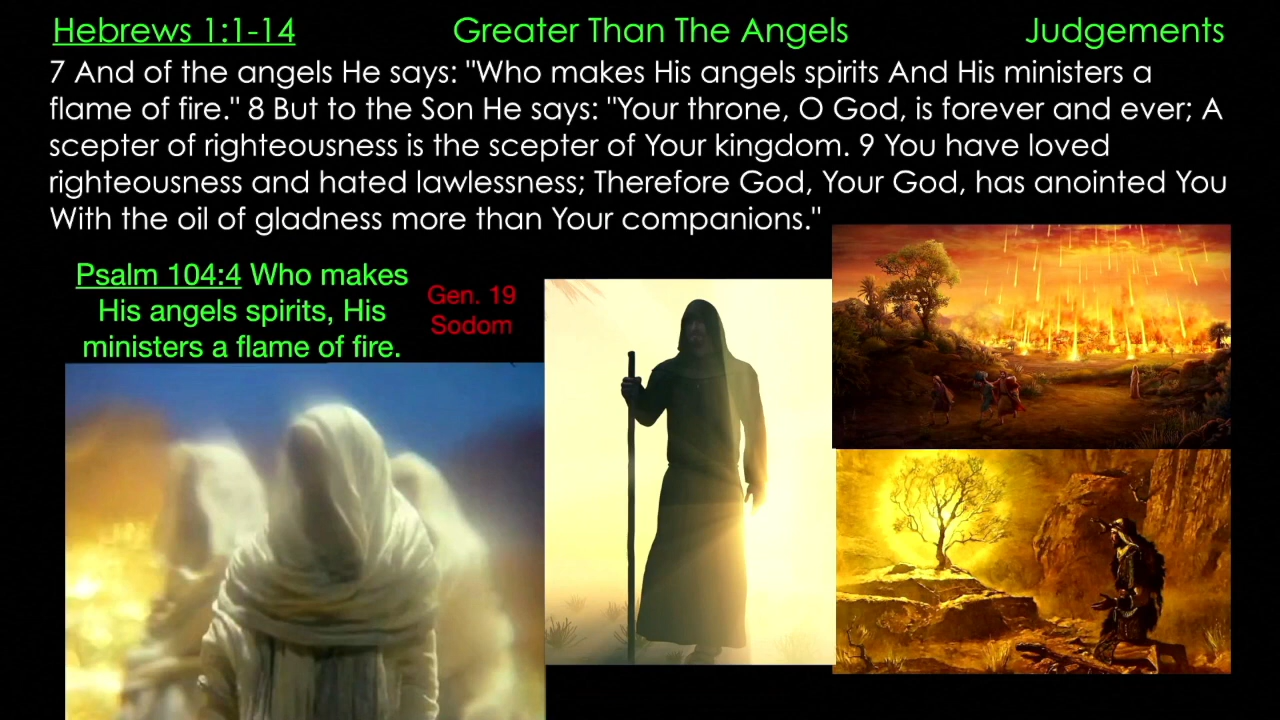 Hebrews 1:1-14 Greater Than The Angels Judgements
7 And of the angels He says: "Who makes His angels spirits And His ministers a
flame of fire." 8 But to the Son He says: "Your throne, O God, is forever and ever; A
scepter of righteousness is the scepter of Your kingdom. 9 You have loved
righteousness and hated lawlessness; Therefore God, Your God, has anointed You
With the oil of gladness more than Your companions."
Psalm 104:4 Who makes
His angels spirits, His
ministers a flame of fire.
Gen. 19
Sodom